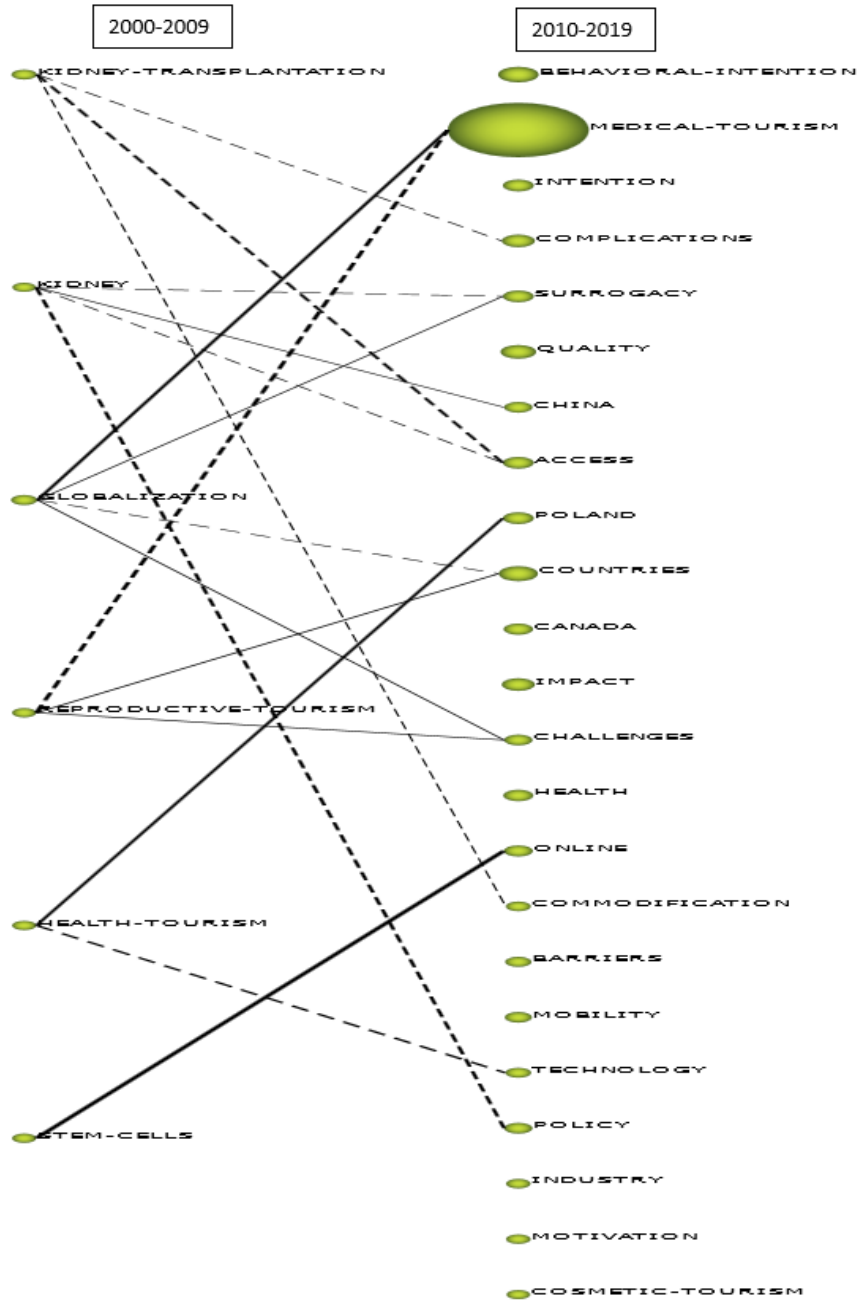 2000-2009
2010-2019
KIDNEY-TRANSPLANTATION
KIDNEY
GLOBALIZATION
REPRODUCTIVE-TOURISM
HEALTH-TOURISM
STEM-CELLS
BEHAVIORAL-INTENTION
MEDICAL-TOURISM
INTENTION
COMPLICATIONS
SURROGACY
QUALITY
CHINA
ACCESS
POLAND
COUNTRIES
CANADA
IMPACT
CHALLENGES
HEALTH
ONLINE
COMMODIFICATION
BARRIERS
MOBILITY
TECHNOLOGY
POLICY
INDUSTRY
MOTIVATION
COSMETIC-TOURISM